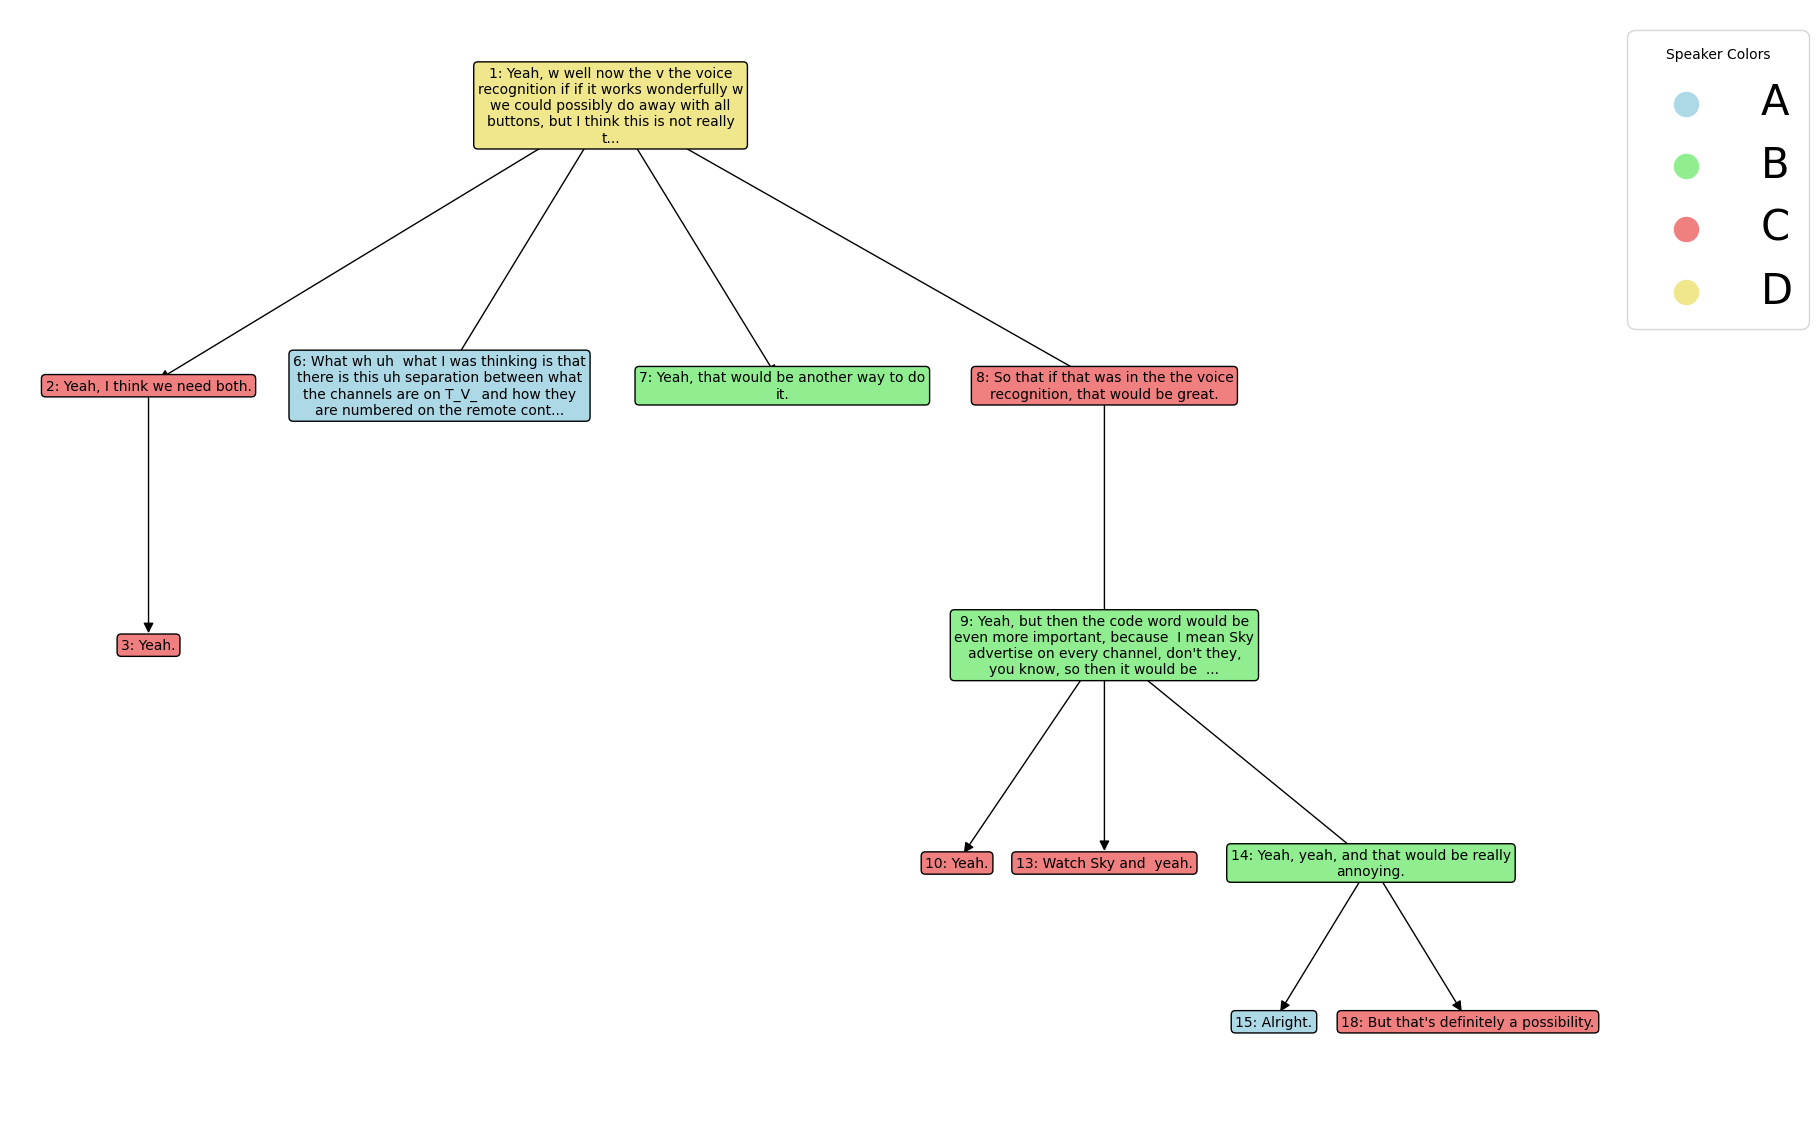 1: Yeah, w well now the v the voice
recognition if if it works wonderfully w
we could possibly do away with all
buttons, but I think this is not really
t...
Speaker Colors
A
B
C
D
2: Yeah, I think we need both.
6: What wh uh  what I was thinking is that
there is this uh separation between what
the channels are on T_V_ and how they
are numbered on the remote cont...
7: Yeah, that would be another way to do
it.
8: So that if that was in the the voice
recognition, that would be great.
3: Yeah.
9: Yeah, but then the code word would be
even more important, because  I mean Sky
advertise on every channel, don't they,
you know, so then it would be  ...
10: Yeah.
13: Watch Sky and  yeah.
14: Yeah, yeah, and that would be really
annoying.
15: Alright.
18: But that's definitely a possibility.